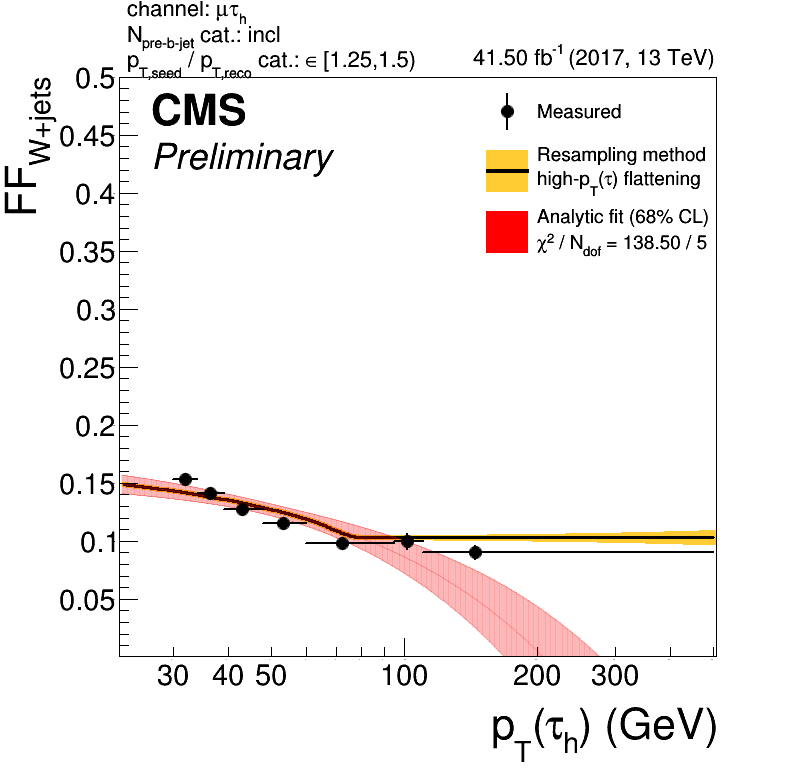 channel: μτh
Npre-b-jet cat.: incl
pT,seed / pT,reco cat.: ∈ [1.25,1.5)
41.50 fb-1 (2017, 13 TeV)
CMS
Preliminary
Measured
Resampling method
high-pT(τ) flattening
Analytic fit (68% CL)
χ2 / Ndof = 138.50 / 5
FFW+jets
0.5
0.45
0.4
0.35
0.3
0.25
0.2
0.15
0.1
0.05
30 40 50 100 200 300
pT(τh) (GeV)